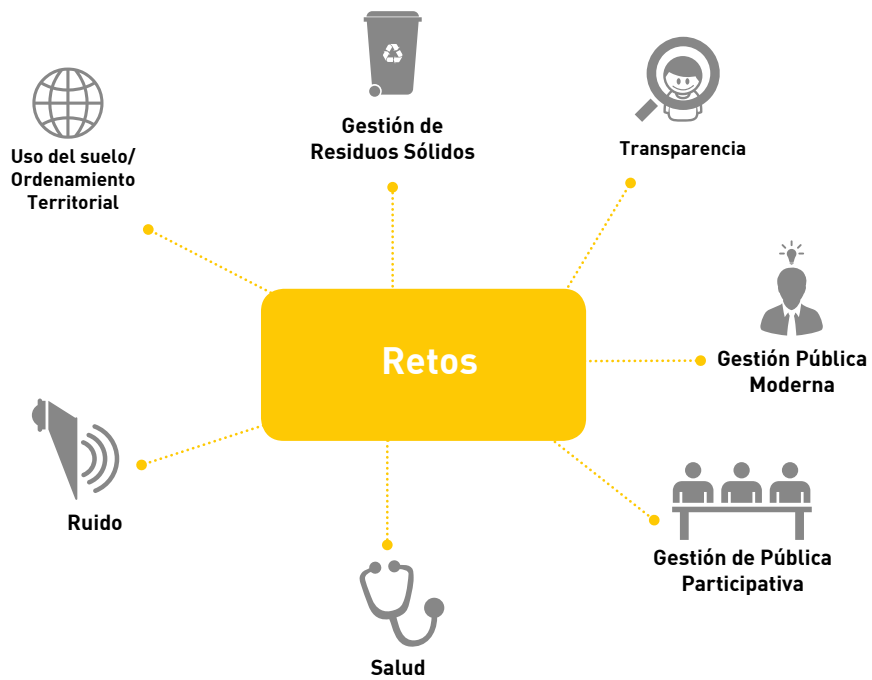 Gestión de
Residuos Sólidos
Transparencia
Uso del suelo/
Ordenamiento
Territorial
Retos
Gestión Pública
Moderna
Ruido
Gestión de Pública
Participativa
Salud